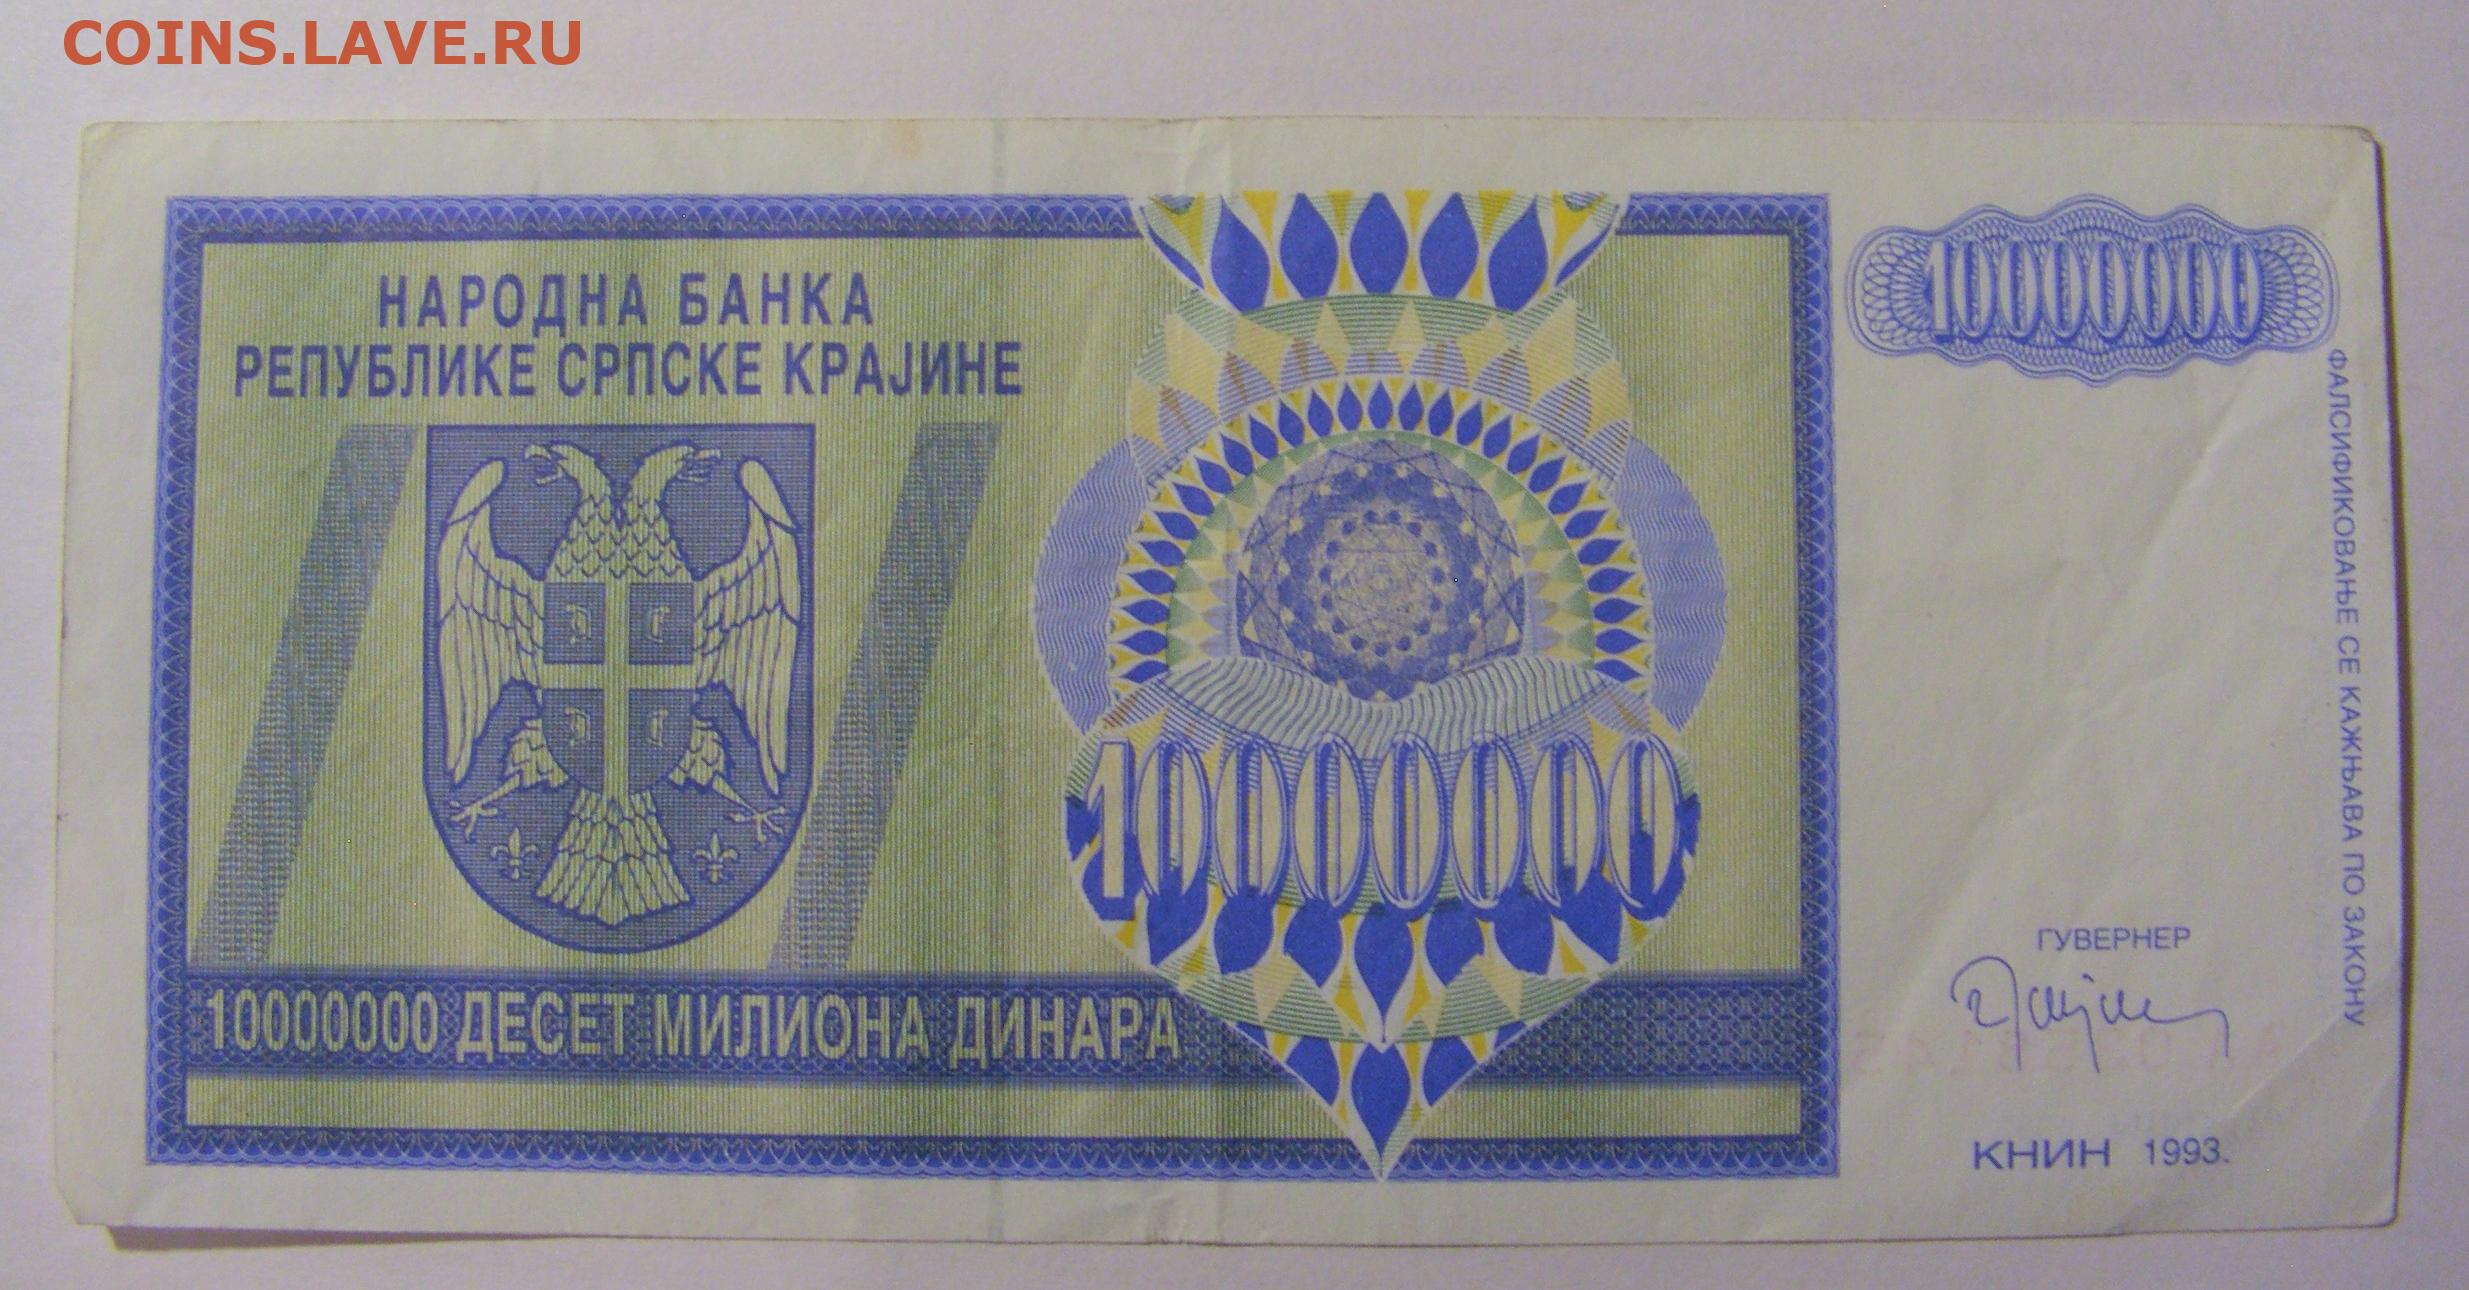 COINS.LAVE.RU
НАРОДНА БАНКА
РЕПУБЛИКЕ СРПСКЕ КРАЈИНЕ
10000000
ФАЛСИФИКОВАЊЕ СЕ КАЖЊАВА ПО ЗАКОНУ
10000000
10000000 ДЕСЕТ МИЛИОНА ДИНАРА
ГУВЕРНЕР
КНИН 1993.